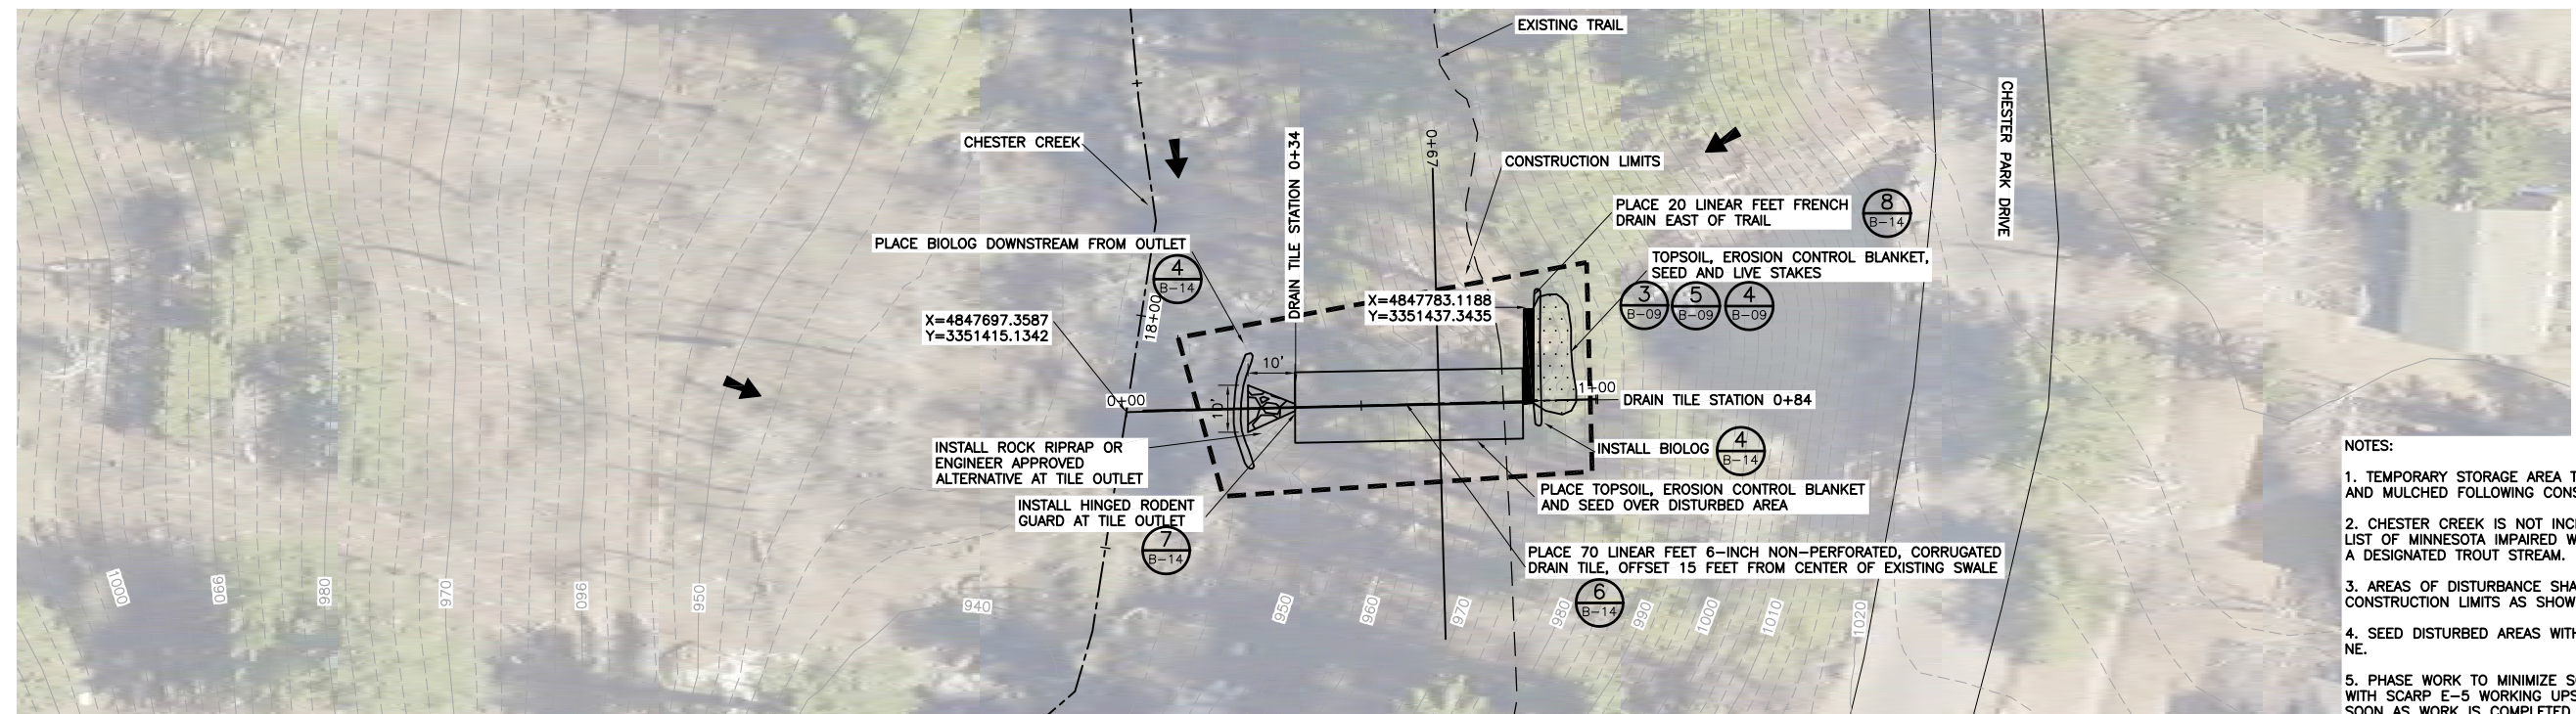 EXISTING TRAIL
CHESTER CREEK
DRAIN TILE STATION 0+34
0+67
CONSTRUCTION LIMITS
CHESTER PARK DRIVE
PLACE 20 LINEAR FEET FRENCH
DRAIN EAST OF TRAIL
8
B-14
PLACE BIOLOG DOWNSTREAM FROM OUTLET
4
B-14
TOPSOIL, EROSION CONTROL BLANKET,
SEED AND LIVE STAKES
3
B-09
5
B-09
4
B-09
X=4847783.1188
Y=3351437.3435
X=4847697.3587
Y=3351415.1342
18+00
10'
10'
0+00
1+00
DRAIN TILE STATION 0+84
INSTALL ROCK RIPRAP OR
ENGINEER APPROVED
ALTERNATIVE AT TILE OUTLET
INSTALL BIOLOG
4
B-14
INSTALL HINGED RODENT
GUARD AT TILE OUTLET
7
B-14
PLACE TOPSOIL, EROSION CONTROL BLANKET
AND SEED OVER DISTURBED AREA
PLACE 70 LINEAR FEET 6-INCH NON-PERFORATED, CORRUGATED
DRAIN TILE, OFFSET 15 FEET FROM CENTER OF EXISTING SWALE
6
B-14
1000
990
980
970
960
950
940
950
960
970
980
990
1000
1010
1020
NOTES:
1. TEMPORARY STORAGE AREA
AND MULCHED FOLLOWING
2. CHESTER CREEK IS NOT
LIST OF MINNESOTA IMPAIRED
A DESIGNATED TROUT STREAM.
3. AREAS OF DISTURBANCE
CONSTRUCTION LIMITS AS
4. SEED DISTURBED AREAS
NE.
5. PHASE WORK TO MINIMIZE
WITH SCARP E-5 WORKING
SOON AS WORK IS COMPLETED